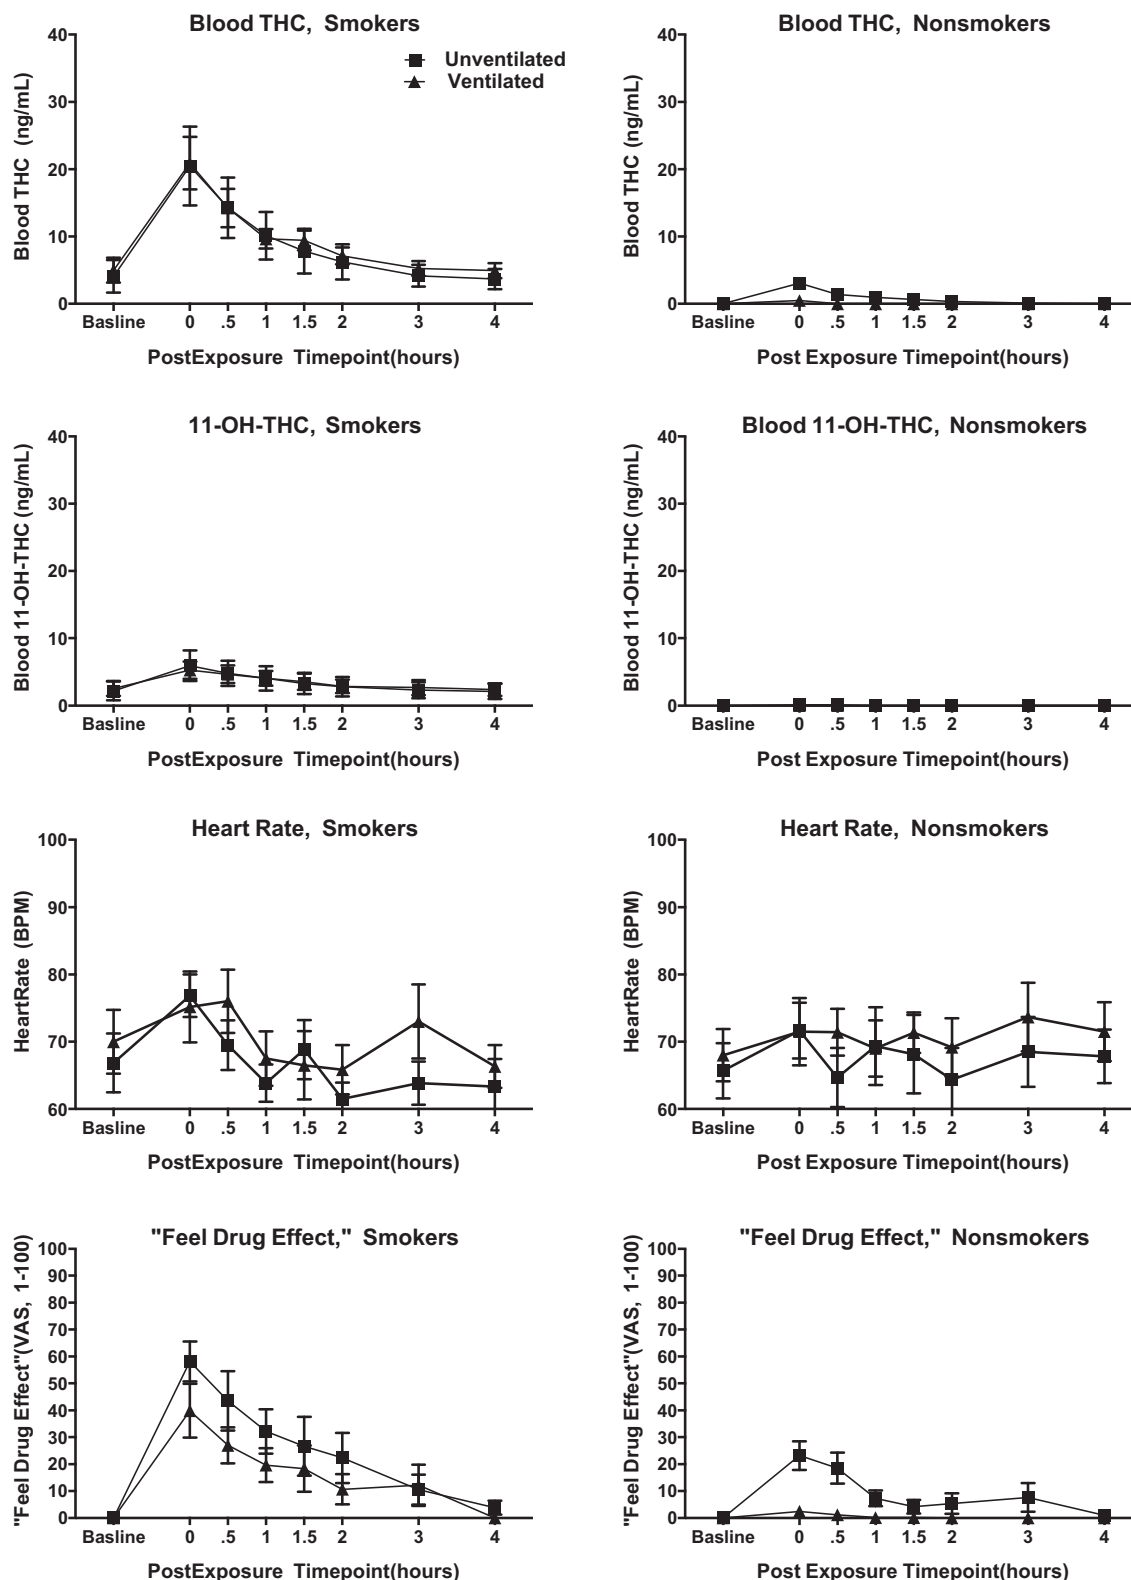 Blood THC, Smokers
Blood THC (ng/mL)
40
30
20
10
0
Unventilated
Ventilated
Basline 0 .5 1 1.5 2 3 4
PostExposure Timepoint(hours)
Blood THC, Nonsmokers
Blood THC (ng/mL)
40
30
20
10
0
Basline 0 .5 1 1.5 2 3 4
Post Exposure Timepoint(hours)
11-OH-THC, Smokers
Blood 11-OH-THC (ng/mL)
40
30
20
10
0
Basline 0 .5 1 1.5 2 3 4
PostExposure Timepoint(hours)
Blood 11-OH-THC, Nonsmokers
Blood 11-OH-THC (ng/mL)
40
30
20
10
0
Basline 0 .5 1 1.5 2 3 4
Post Exposure Timepoint(hours)
Heart Rate, Smokers
HeartRate (BPM)
100
90
80
70
60
Basline 0 .5 1 1.5 2 3 4
PostExposure Timepoint(hours)
Heart Rate, Nonsmokers
HeartRate (BPM)
100
90
80
70
60
Basline 0 .5 1 1.5 2 3 4
Post Exposure Timepoint(hours)
"Feel Drug Effect," Smokers
"Feel Drug Effect"(VAS, 1-100)
100
90
80
70
60
50
40
30
20
10
0
Basline 0 .5 1 1.5 2 3 4
PostExposure Timepoint(hours)
"Feel Drug Effect," Nonsmokers
"Feel Drug Effect"(VAS, 1-100)
100
90
80
70
60
50
40
30
20
10
0
Basline 0 .5 1 1.5 2 3 4
Post Exposure Timepoint(hours)